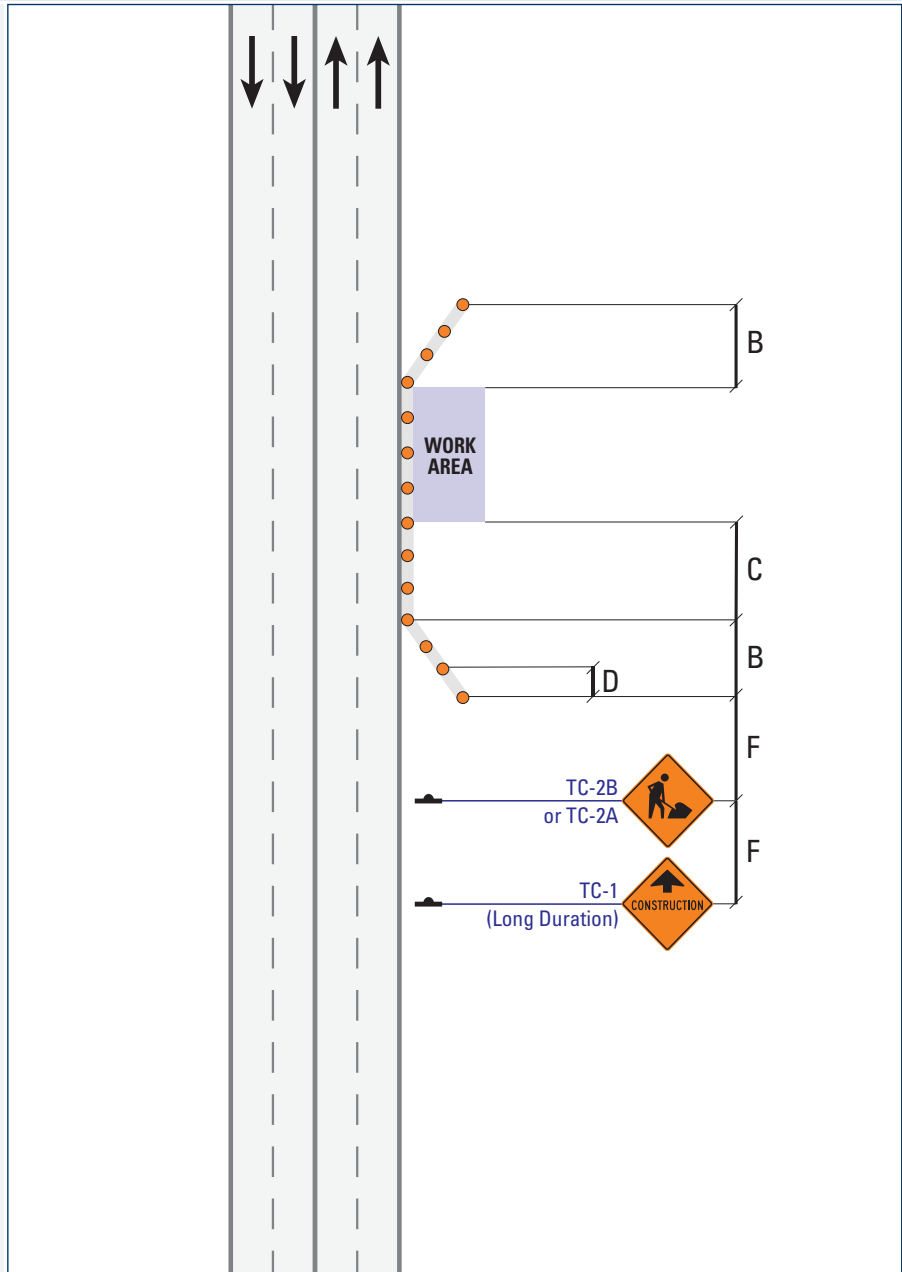 B
WORK
AREA
C
B
D
F
TC-2B
or TC-2A
F
TC-1
(Long Duration)
CONSTRUCTION